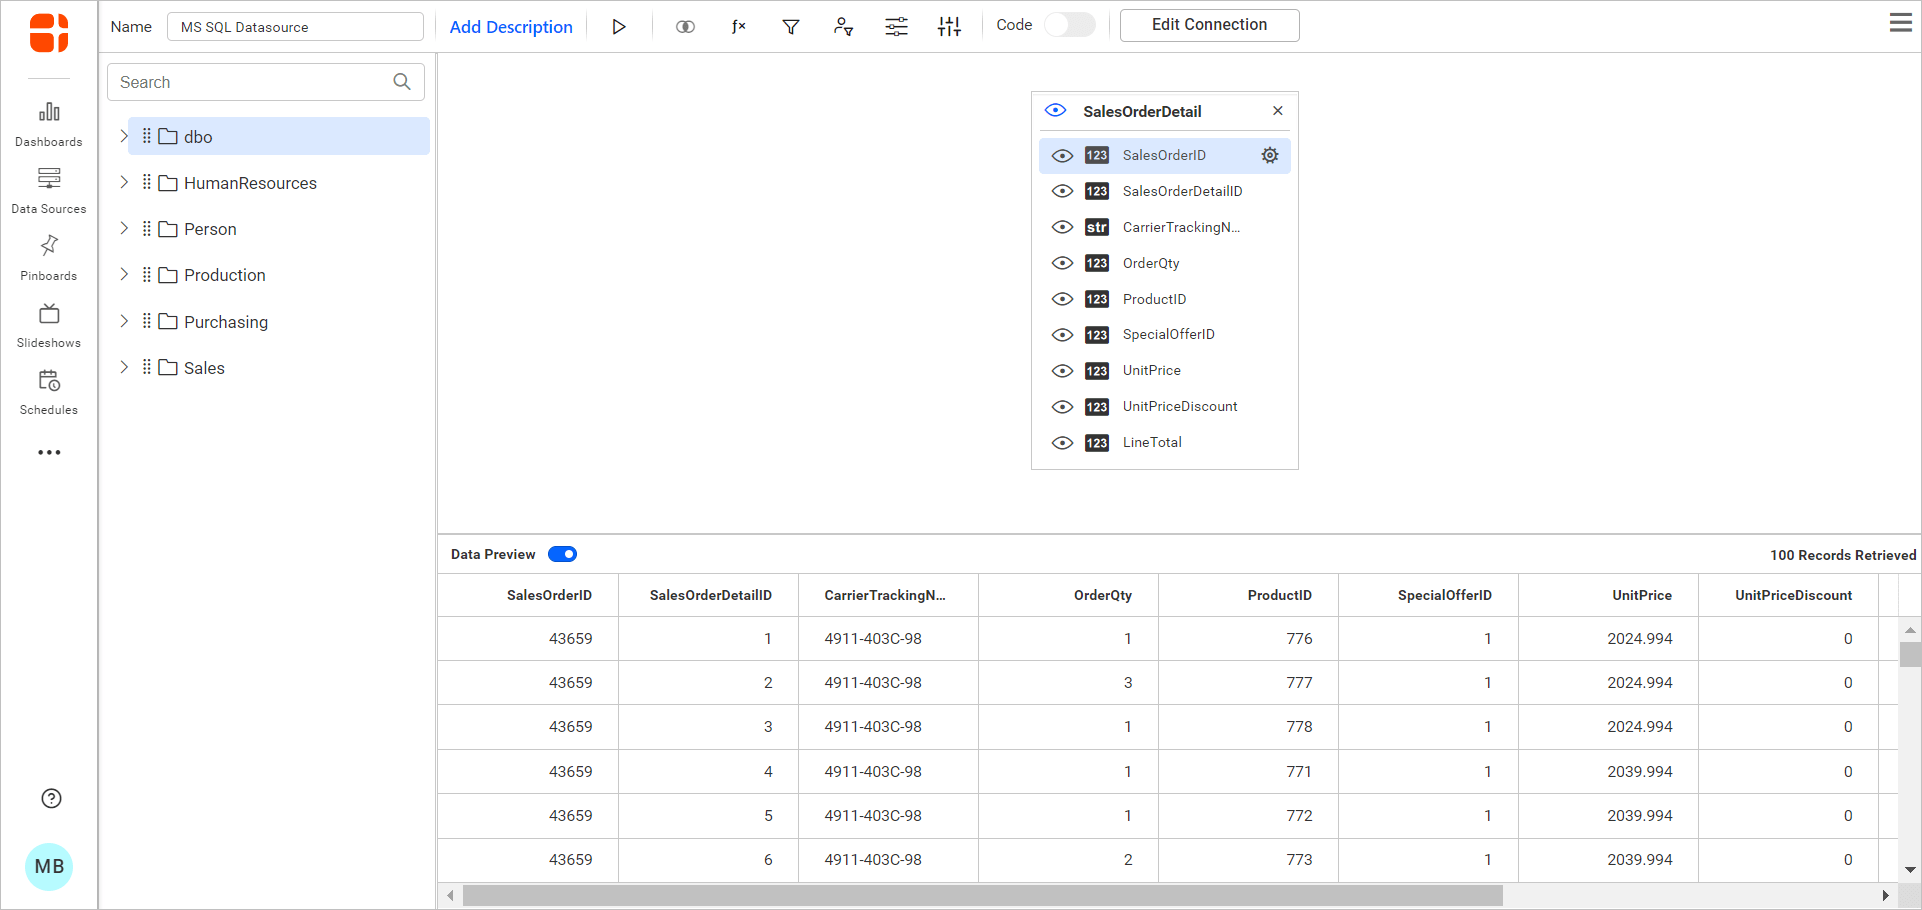 Name MS SQL Datasource Add Description ƒx Code Edit Connection
Search
Dashboards
Data Sources
Pinboards
Slideshows
Schedules
MB
dbo
HumanResources
Person
Production
Purchasing
Sales
SalesOrderDetail
123 SalesOrderID
123 SalesOrderDetailID
str CarrierTrackingN...
123 OrderQty
123 ProductID
123 SpecialOfferID
123 UnitPrice
123 UnitPriceDiscount
123 LineTotal
Data Preview 100 Records Retrieved
SalesOrderID SalesOrderDetailID CarrierTrackingN... OrderQty ProductID SpecialOfferID UnitPrice UnitPriceDiscount
43659 1 4911-403C-98 1 776 1 2024.994 0
43659 2 4911-403C-98 3 777 1 2024.994 0
43659 3 4911-403C-98 1 778 1 2024.994 0
43659 4 4911-403C-98 1 771 1 2039.994 0
43659 5 4911-403C-98 1 772 1 2039.994 0
43659 6 4911-403C-98 2 773 1 2039.994 0